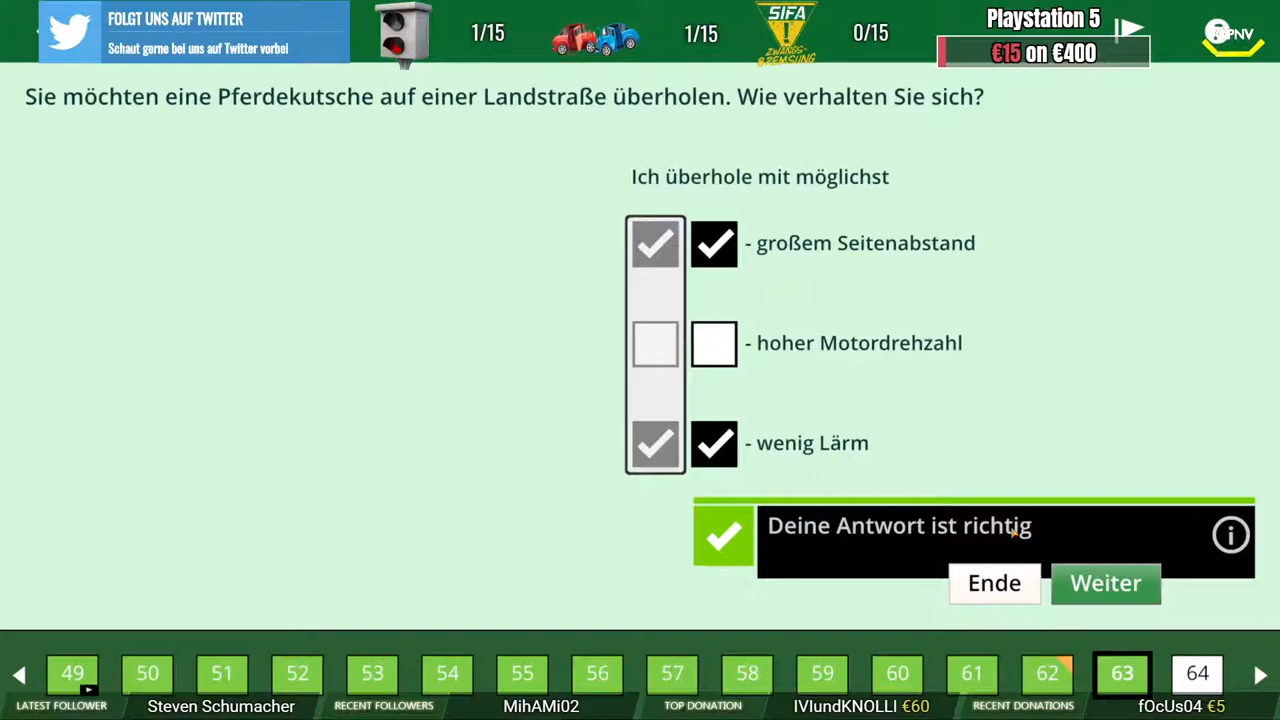 FOLGT UNS AUF TWITTER
Schaut gerne bei uns auf Twitter vorbei
1/15
1/15
SIFA
ZWANGS-
BREMSUNG
0/15
Playstation 5
€15 on €400
ÖPNV
Sie möchten eine Pferdekutsche auf einer Landstraße überholen. Wie verhalten Sie sich?
Ich überhole mit möglichst
- großem Seitenabstand
- hoher Motordrehzahl
- wenig Lärm
Deine Antwort ist richtig
Ende
Weiter
49 50 51 52 53 54 55 56 57 58 59 60 61 62 63 64
LATEST FOLLOWER Steven Schumacher RECENT FOLLOWERS MihAMi02 TOP DONATION IVIundKNOLLI €60 RECENT DONATIONS fOcUs04 €5